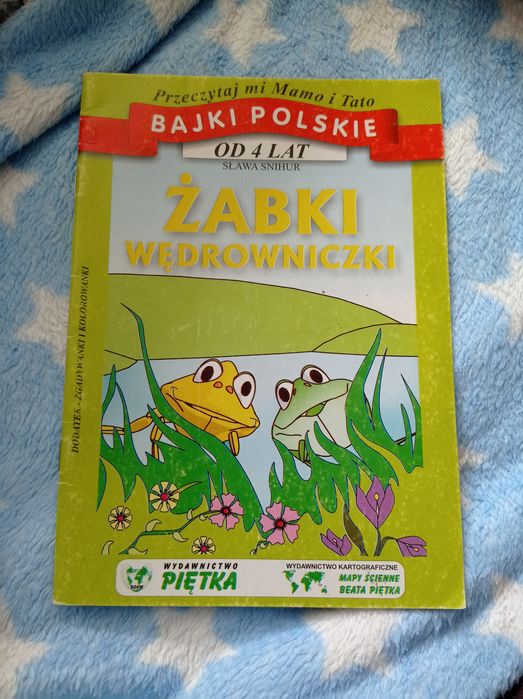 Przeczytaj mi Mamo i Tato
BAJKI POLSKIE
OD 4 LAT
SŁAWA SNIHUR
ŻABKI
WĘDROWNICZKI
DODATEK - ZGADYWANKI I KOLOROWANKI
WYDAWNICTWO
PIĘTKA
WYDAWNICTWO KARTOGRAFICZNE
MAPY ŚCIENNE
BEATA PIĘTKA